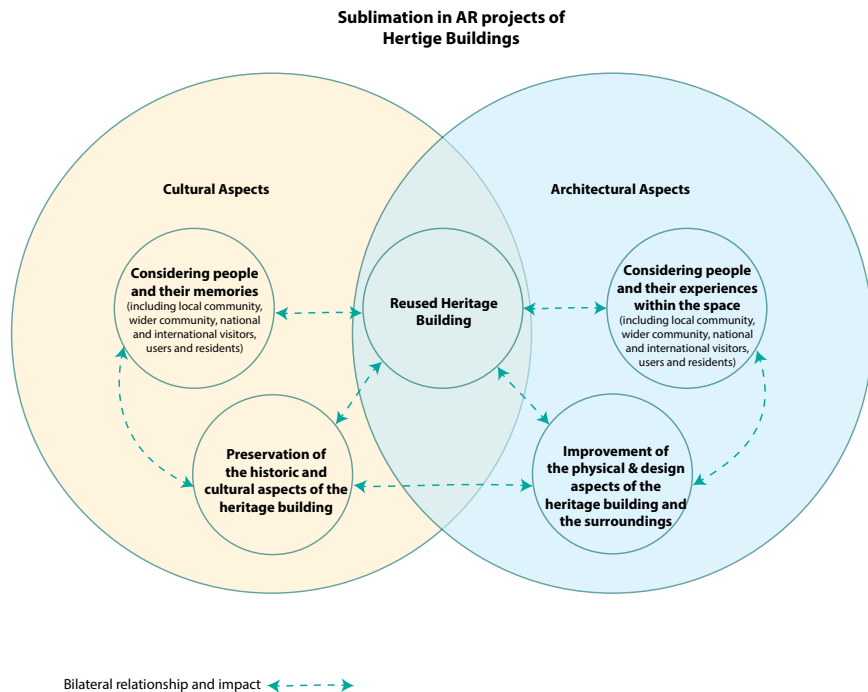 Sublimation in AR projects of
Hertige Buildings
Cultural Aspects
Architectural Aspects
Considering people
and their memories
(including local community,
wider community, national
and international visitors,
users and residents)
Reused Heritage
Building
Considering people
and their experiences
within the space
(including local community,
wider community, national
and international visitors,
users and residents)
Preservation of
the historic and
cultural aspects of the
heritage building
Improvement of
the physical & design
aspects of the
heritage building and
the surroundings
Bilateral relationship and impact